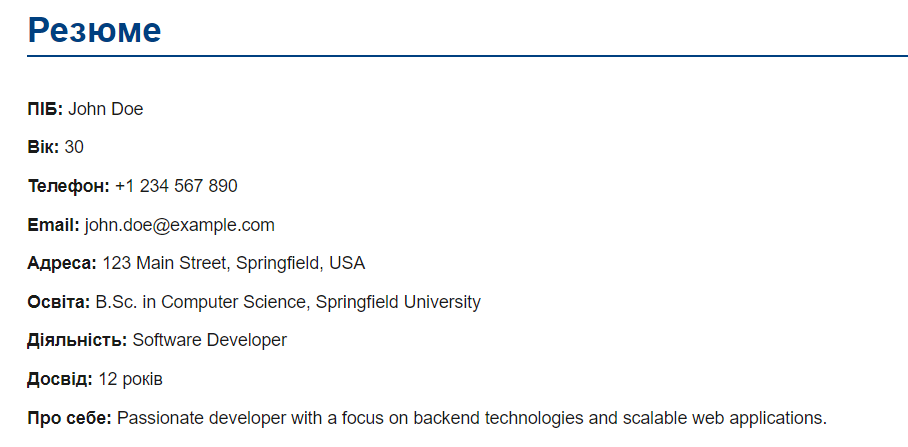 Резюме
ПІБ: John Doe
Вік: 30
Телефон: +1 234 567 890
Email: john.doe@example.com
Адреса: 123 Main Street, Springfield, USA
Освіта: B.Sc. in Computer Science, Springfield University
Діяльність: Software Developer
Досвід: 12 років
Про себе: Passionate developer with a focus on backend technologies and scalable web applications.